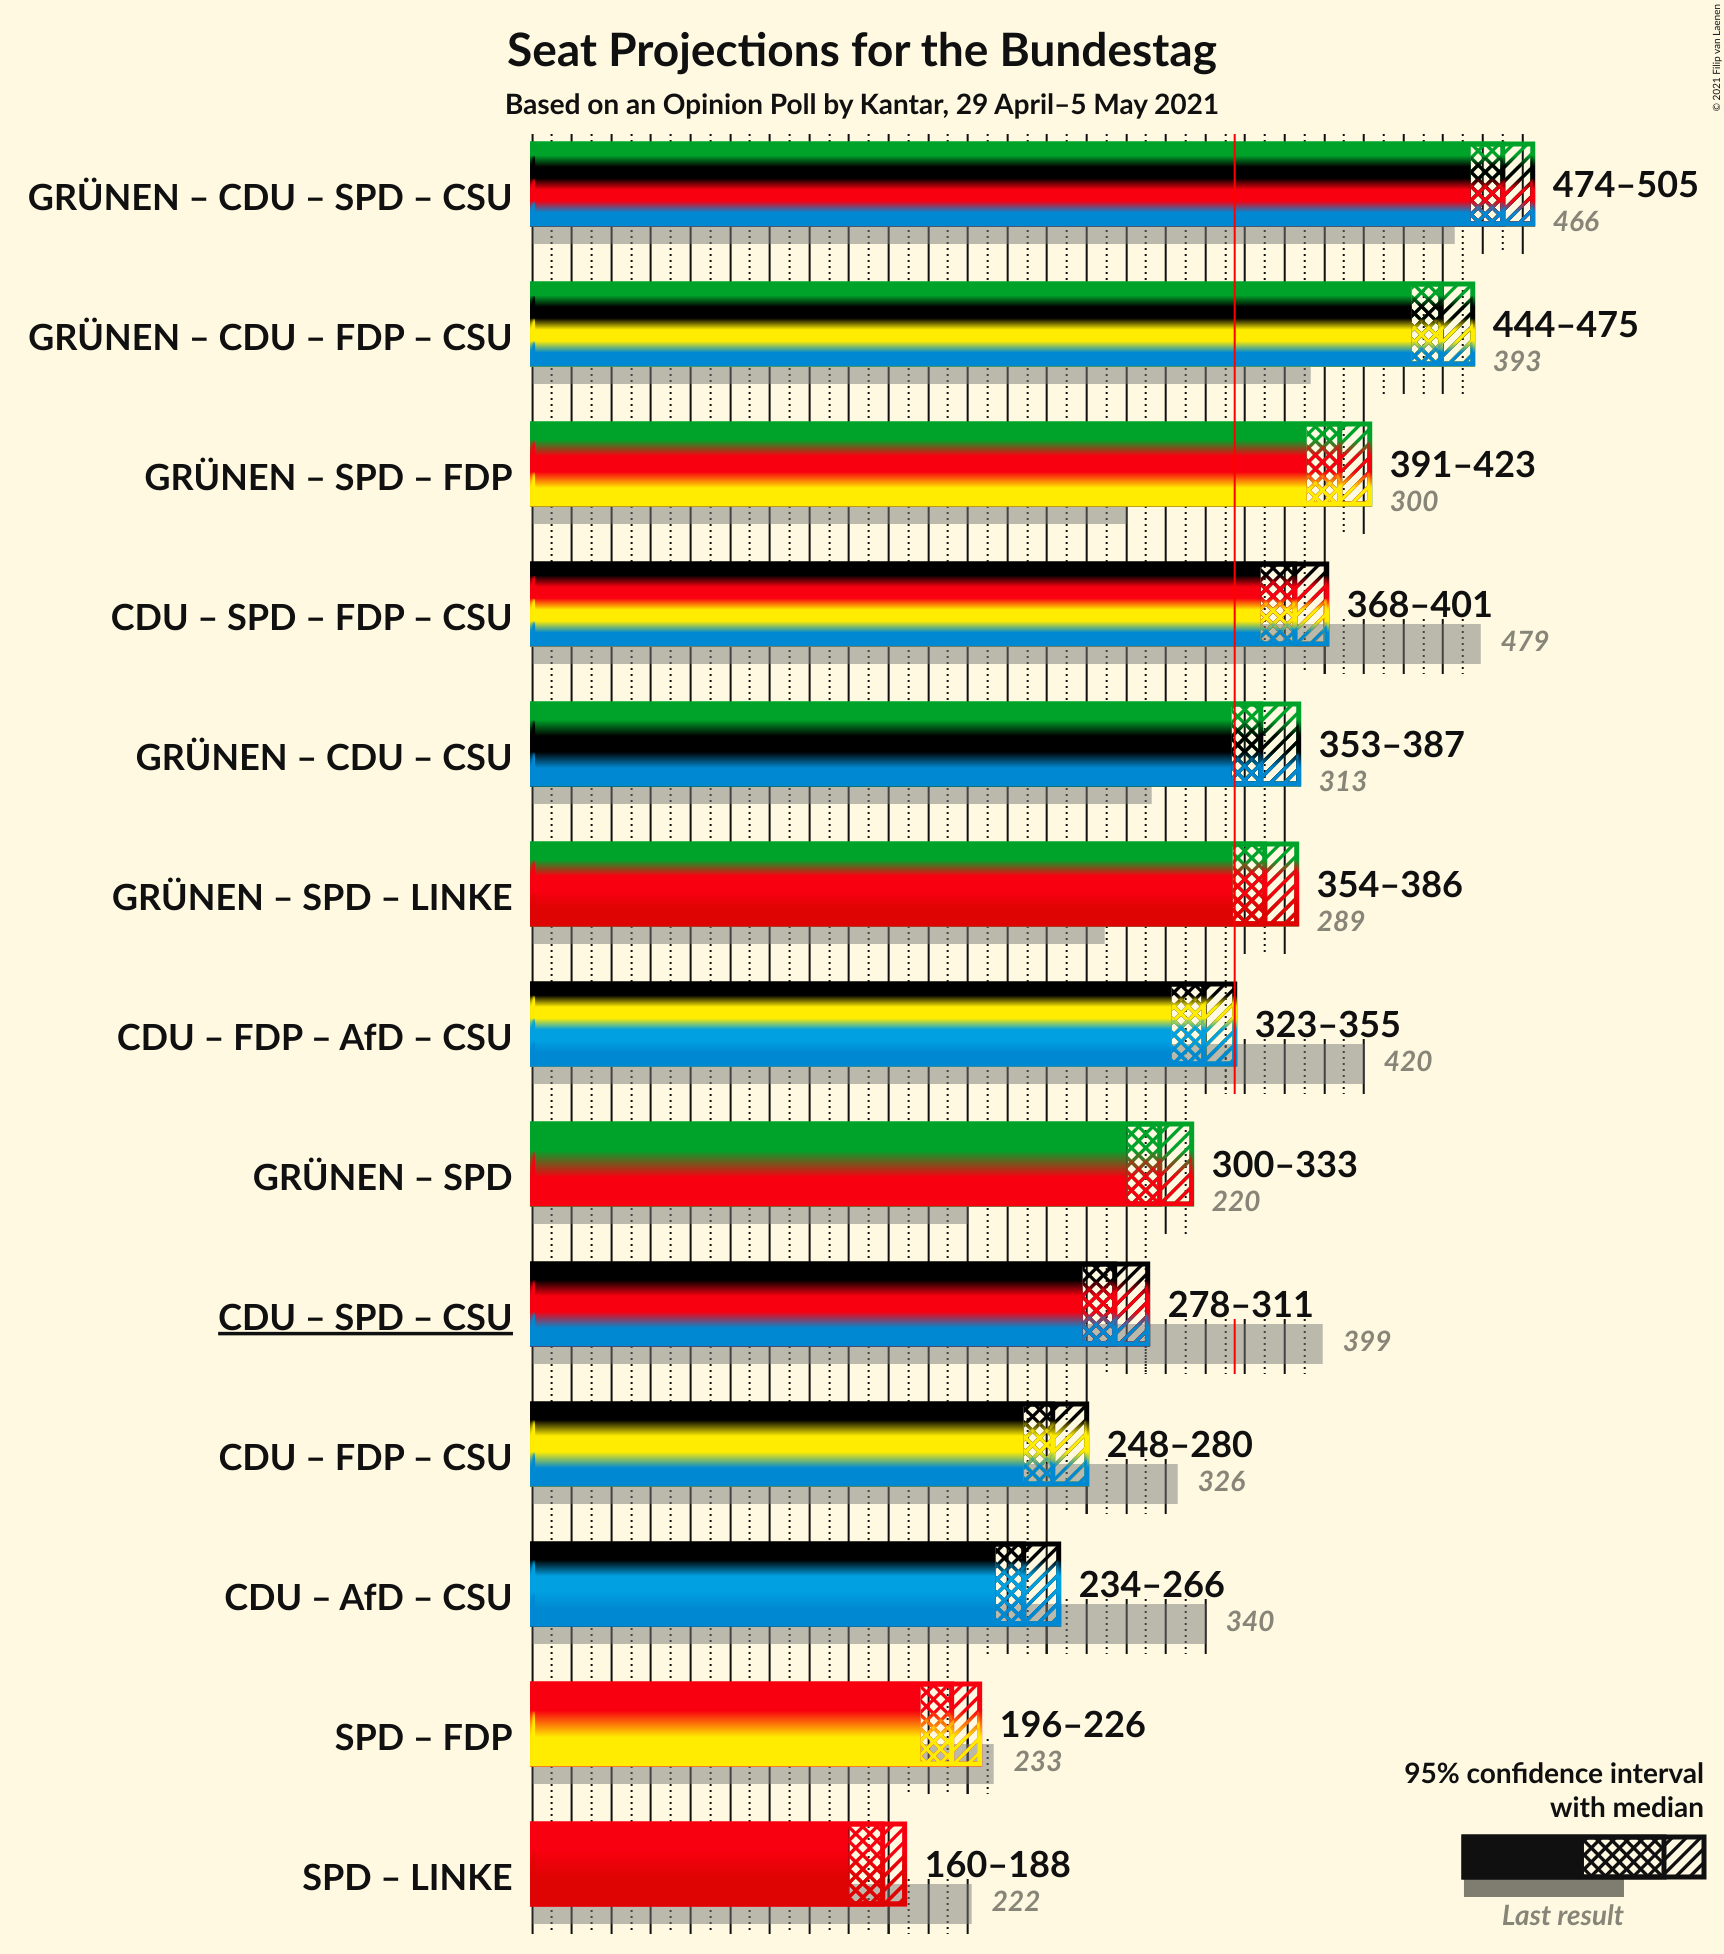 Seat Projections for the Bundestag
Based on an Opinion Poll by Kantar, 29 April–5 May 2021
© 2021 Filip van Laenen
GRÜNEN – CDU – SPD – CSU
474–505
466
GRÜNEN – CDU – FDP – CSU
444–475
393
GRÜNEN – SPD – FDP
391–423
300
CDU – SPD – FDP – CSU
368–401
479
GRÜNEN – CDU – CSU
353–387
313
GRÜNEN – SPD – LINKE
354–386
289
CDU – FDP – AfD – CSU
323–355
420
GRÜNEN – SPD
300–333
220
CDU – SPD – CSU
278–311
399
CDU – FDP – CSU
248–280
326
CDU – AfD – CSU
234–266
340
SPD – FDP
196–226
233
SPD – LINKE
160–188
222
95% confidence interval
with median
Last result